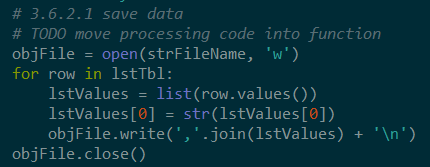 # 3.6.2.1 save data
# TODO move processing code into function
objFile = open(strFileName, 'w')
for row in lstTbl:
    lstValues = list(row.values())
    lstValues[0] = str(lstValues[0])
    objFile.write(','.join(lstValues) + '\n')
objFile.close()